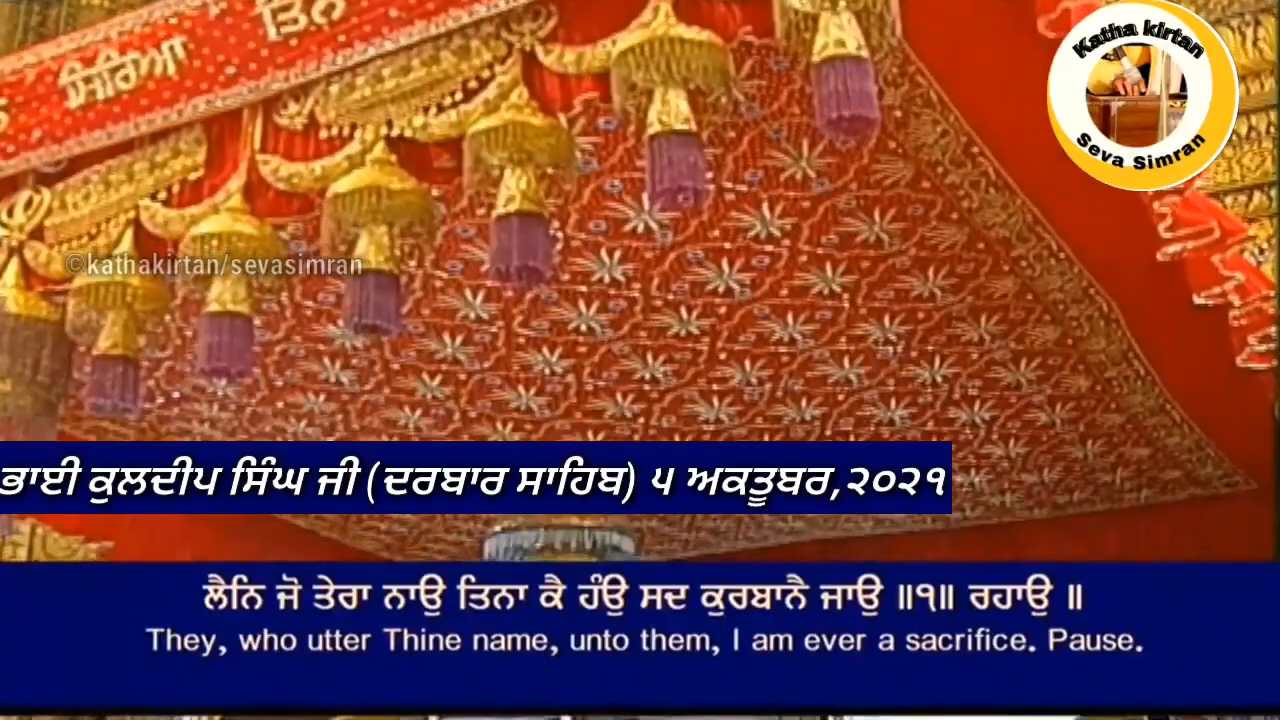 ਤਿਨ
ਸਿਰਿਆ
Katha kirtan
Seva Simran
©kathakirtan/sevasimran
ਭਾਈ ਕੁਲਦੀਪ ਸਿੰਘ ਜੀ (ਦਰਬਾਰ ਸਾਹਿਬ) ੫ ਅਕਤੂਬਰ,੨੦੨੧
ਲੈਨਿ ਜੋ ਤੇਰਾ ਨਾਉ ਤਿਨਾ ਕੈ ਹੰਉ ਸਦ ਕੁਰਬਾਨੈ ਜਾਉ ॥੧॥ ਰਹਾਉ ॥
They, who utter Thine name, unto them, I am ever a sacrifice. Pause.